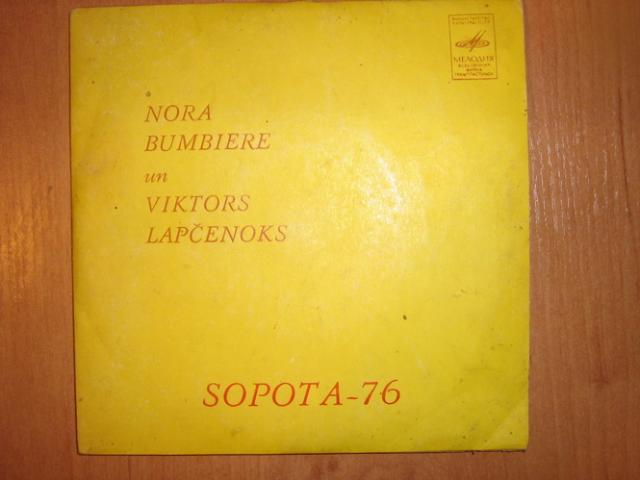 МЕЛОДИЯ
NORA
BUMBIERE
un
VIKTORS
LAPČENOKS
SOPOTA-76